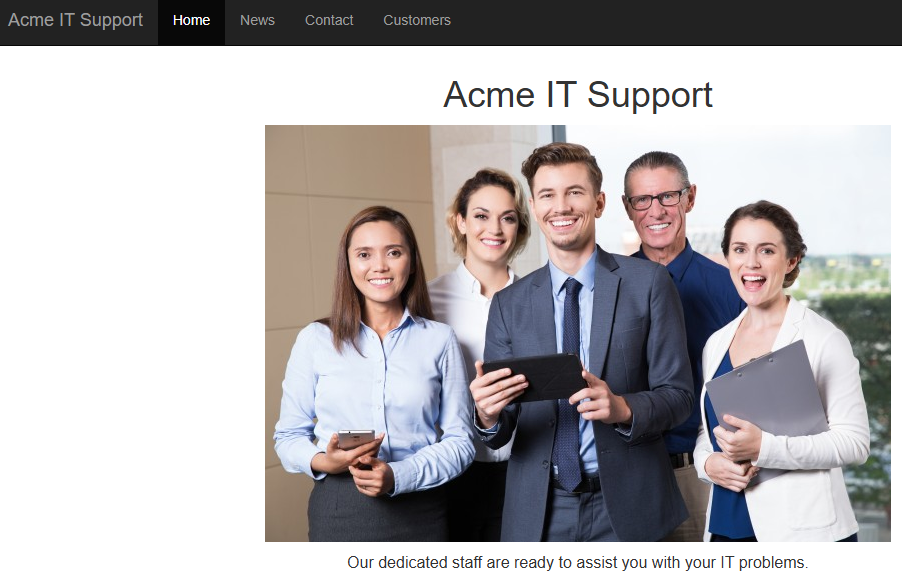 Acme IT Support Home News Contact Customers
Acme IT Support
Our dedicated staff are ready to assist you with your IT problems.